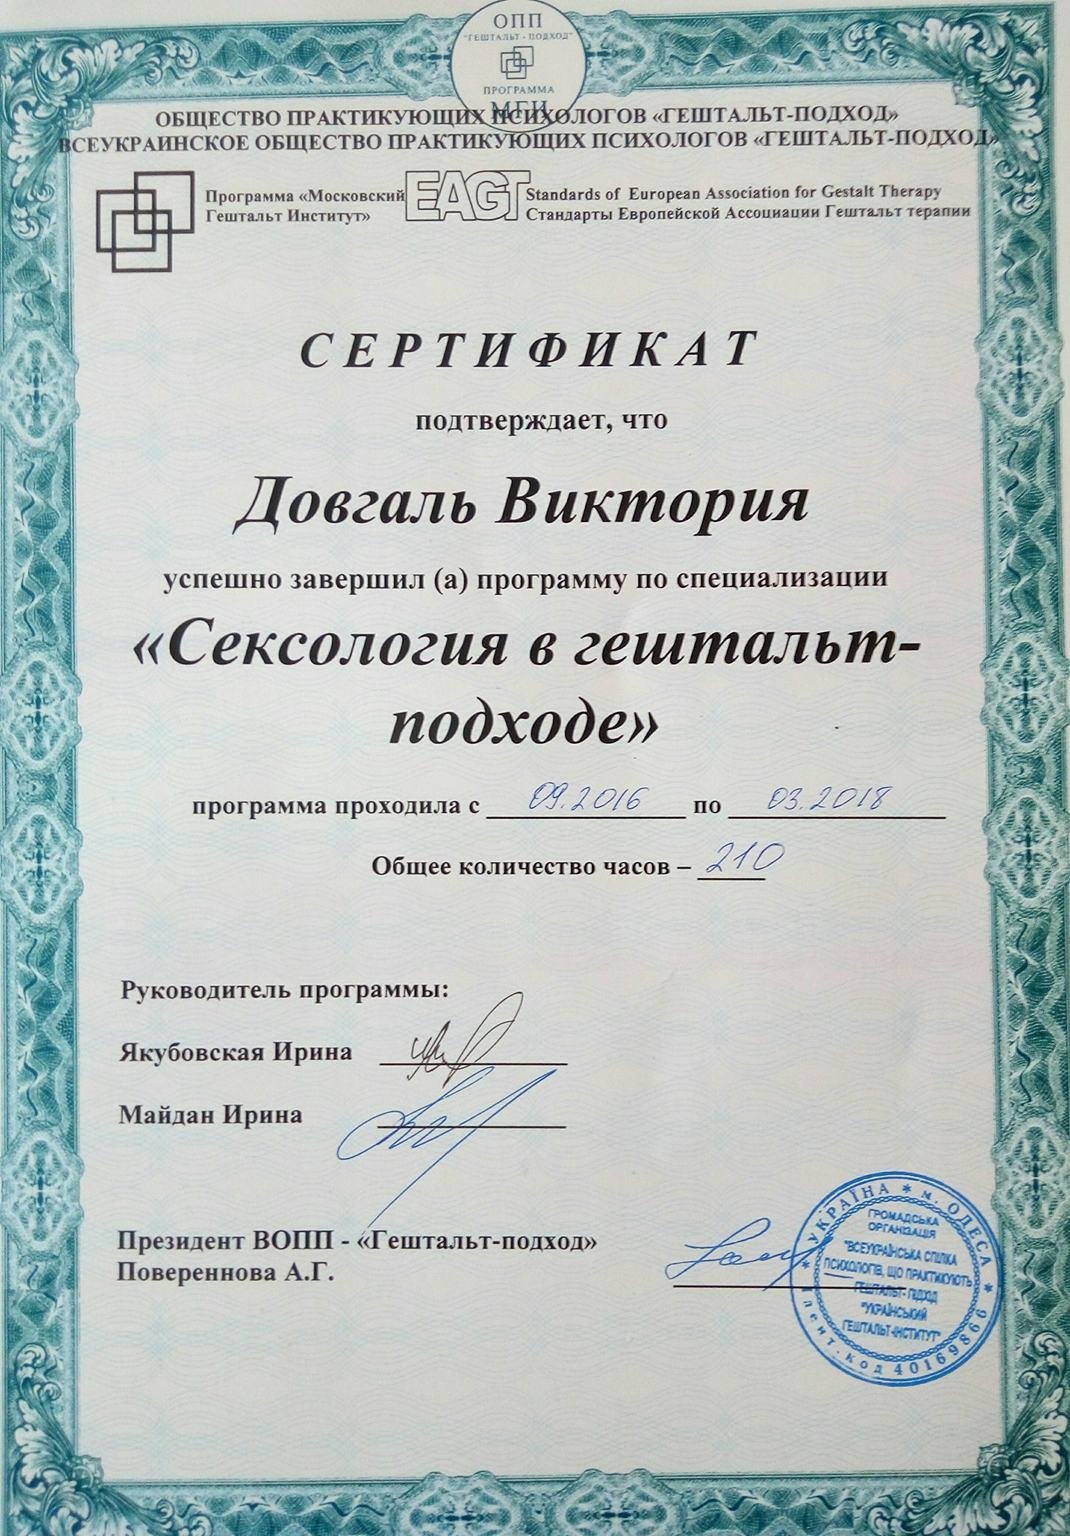 ОПП
"ГЕШТАЛЬТ - ПОДХОД"
ПРОГРАММА
МГИ
ОБЩЕСТВО ПРАКТИКУЮЩИХ ПСИХОЛОГОВ «ГЕШТАЛЬТ-ПОДХОД»
ВСЕУКРАИНСКОЕ ОБЩЕСТВО ПРАКТИКУЮЩИХ ПСИХОЛОГОВ «ГЕШТАЛЬТ-ПОДХОД»
Программа «Московский
Гештальт Институт»
EAGT
Standards of European Association for Gestalt Therapy
Стандарты Европейской Ассоциации Гештальт терапии
СЕРТИФИКАТ
подтверждает, что
Довгаль Виктория
успешно завершил (а) программу по специализации
«Сексология в гештальт-
подходе»
программа проходила с 09.2016 по 03.2018
Общее количество часов – 210
Руководитель программы:
Якубовская Ирина
Майдан Ирина
Президент ВОПП - «Гештальт-подход»
Повереннова А.Г.
* УКРАЇНА * м. ОДЕСА *
Ідент. код 40169866
ГРОМАДСЬКА
ОРГАНІЗАЦІЯ
"ВСЕУКРАЇНСЬКА СПІЛКА
ПСИХОЛОГІВ, ЩО ПРАКТИКУЮТЬ
ГЕШТАЛЬТ- ПІДХІД
"УКРАЇНСЬКИЙ
ГЕШТАЛЬТ-ІНСТИТУТ"